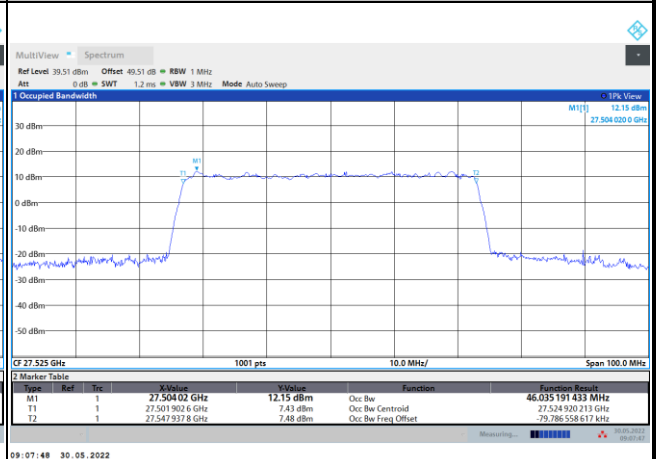 MultiView Spectrum
Ref Level 39.51 dBm Offset 49.51 dB RBW 1 MHz
Att 0 dB SWT 1.2 ms VBW 3 MHz Mode Auto Sweep
1 Occupied Bandwidth 1Pk View
M1[1] 12.15 dBm
27.504 020 0 GHz
30 dBm
20 dBm
M1
10 dBm T1 T2
0 dBm
-10 dBm
-20 dBm
-30 dBm
-40 dBm
-50 dBm
CF 27.525 GHz 1001 pts 10.0 MHz/ Span 100.0 MHz
2 Marker Table
Type Ref Trc X-Value Y-Value Function Function Result
M1 1 27.504 02 GHz 12.15 dBm Occ Bw 46.035 191 433 MHz
T1 1 27.501 902 6 GHz 7.43 dBm Occ Bw Centroid 27.524 920 213 GHz
T2 1 27.547 937 8 GHz 7.48 dBm Occ Bw Freq Offset -79.786 558 617 kHz
Measuring... 30.05.2022
09:07:47
09:07:48 30.05.2022